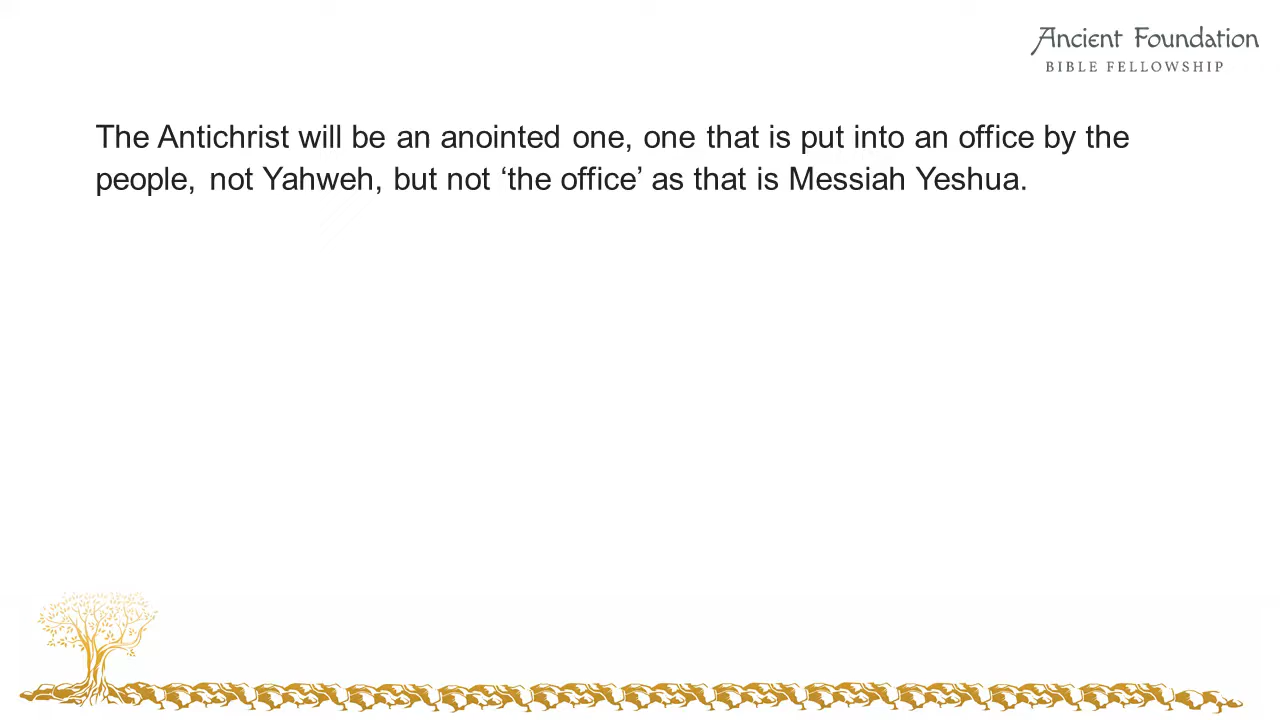 Ancient Foundation
BIBLE FELLOWSHIP
The Antichrist will be an anointed one, one that is put into an office by the
people, not Yahweh, but not ‘the office’ as that is Messiah Yeshua.